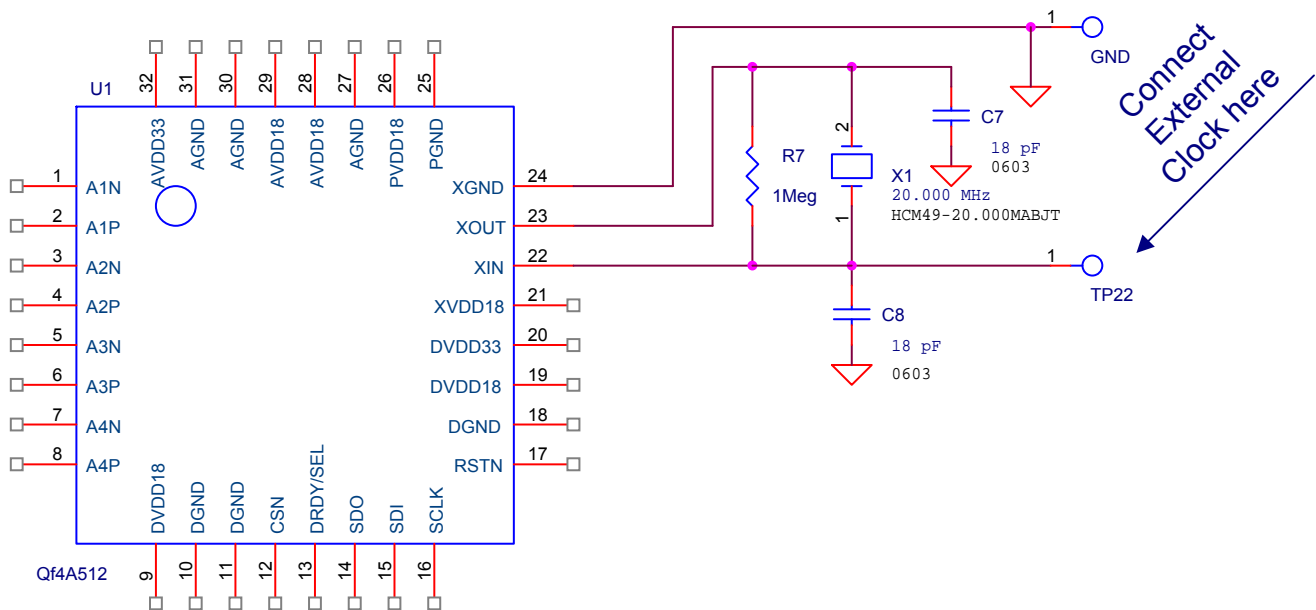 U1
32
31
30
29
28
27
26
25
AVDD33
AGND
AGND
AVDD18
AVDD18
AGND
PVDD18
PGND
1
A1N
2
A1P
3
A2N
4
A2P
5
A3N
6
A3P
7
A4N
8
A4P
XGND
24
XOUT
23
XIN
22
XVDD18
21
DVDD33
20
DVDD18
19
DGND
18
RSTN
17
DVDD18
DGND
DGND
CSN
DRDY/SEL
SDO
SDI
SCLK
9
10
11
12
13
14
15
16
Qf4A512
R7
1Meg
2
1
X1
20.000 MHz
HCM49-20.000MABJT
C7
18 pF
0603
C8
18 pF
0603
1
GND
1
TP22
Connect
External
Clock here